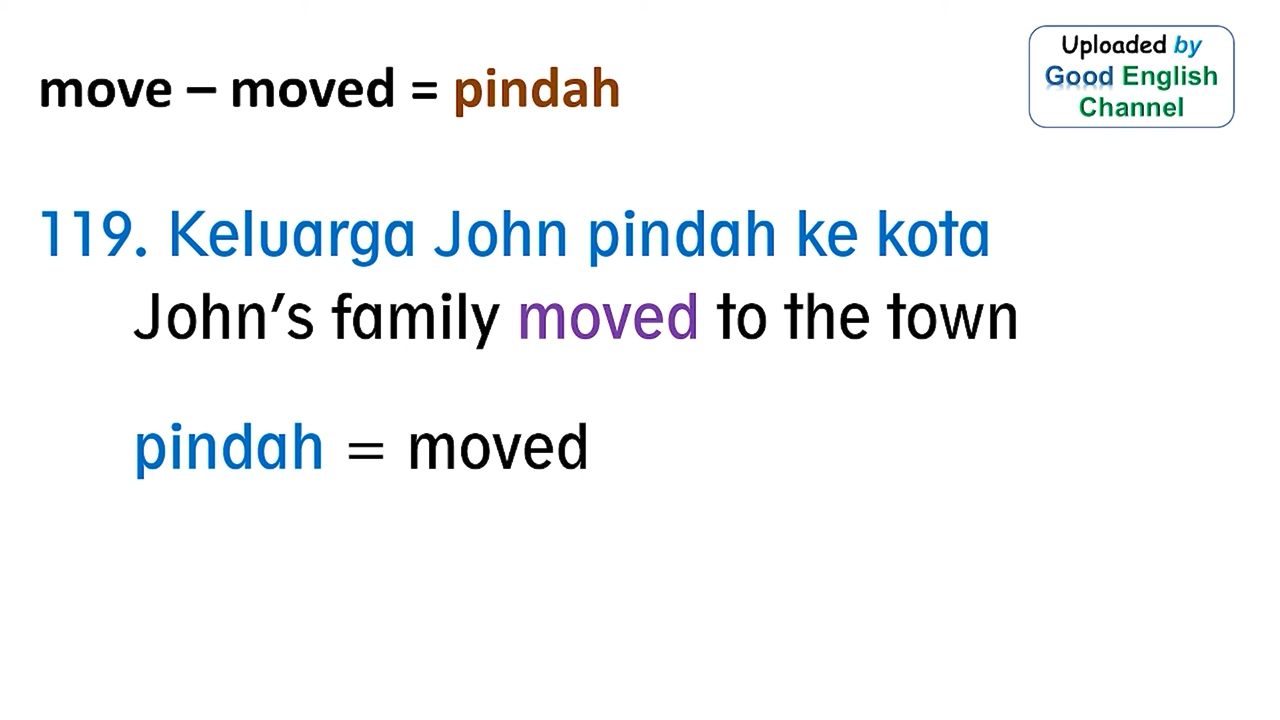 move – moved = pindah
Uploaded by
Good English
Channel
119. Keluarga John pindah ke kota
John’s family moved to the town
pindah = moved